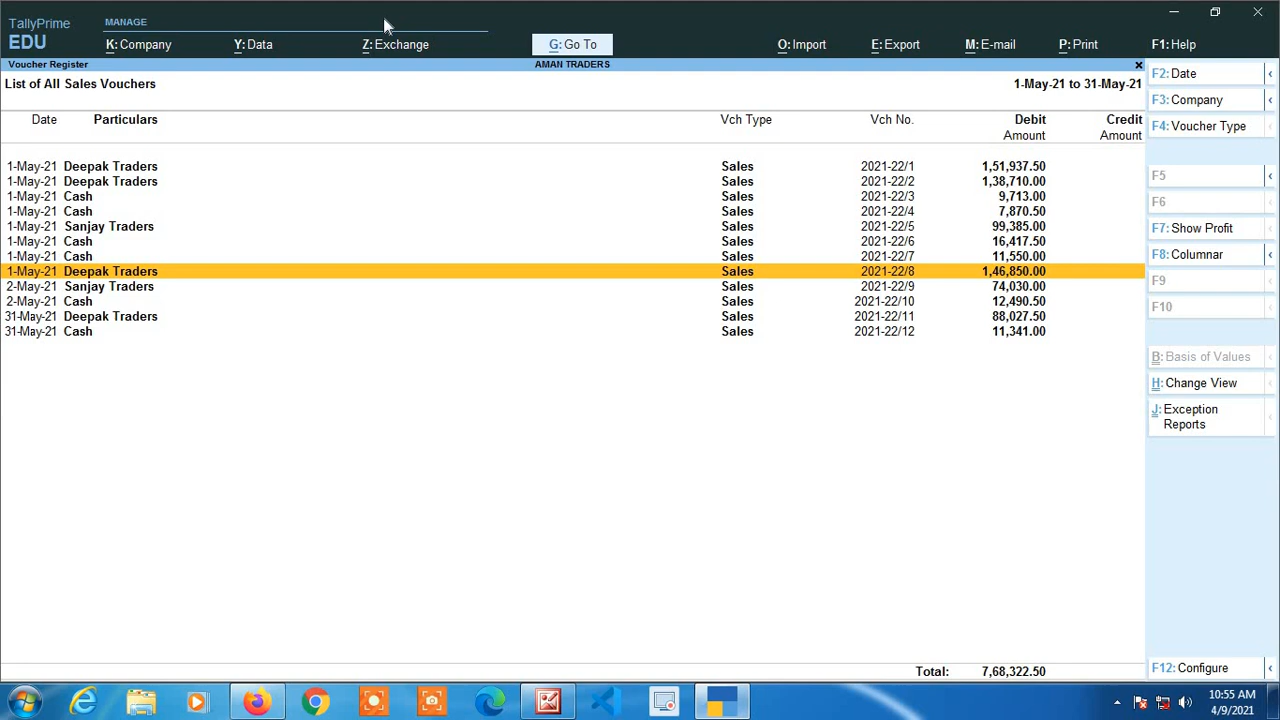 TallyPrime
EDU
MANAGE
K: Company Y: Data Z: Exchange G: Go To O: Import E: Export M: E-mail P: Print F1: Help
Voucher Register AMAN TRADERS
List of All Sales Vouchers 1-May-21 to 31-May-21
Date Particulars Vch Type Vch No. Debit Credit
Amount Amount
1-May-21 Deepak Traders Sales 2021-22/1 1,51,937.50
1-May-21 Deepak Traders Sales 2021-22/2 1,38,710.00
1-May-21 Cash Sales 2021-22/3 9,713.00
1-May-21 Cash Sales 2021-22/4 7,870.50
1-May-21 Sanjay Traders Sales 2021-22/5 99,385.00
1-May-21 Cash Sales 2021-22/6 16,417.50
1-May-21 Cash Sales 2021-22/7 11,550.00
1-May-21 Deepak Traders Sales 2021-22/8 1,46,850.00
2-May-21 Sanjay Traders Sales 2021-22/9 74,030.00
2-May-21 Cash Sales 2021-22/10 12,490.50
31-May-21 Deepak Traders Sales 2021-22/11 88,027.50
31-May-21 Cash Sales 2021-22/12 11,341.00
Total: 7,68,322.50
F2: Date
F3: Company
F4: Voucher Type
F5
F6
F7: Show Profit
F8: Columnar
F9
F10
B: Basis of Values
H: Change View
J: Exception
Reports
F12: Configure
10:55 AM
4/9/2021